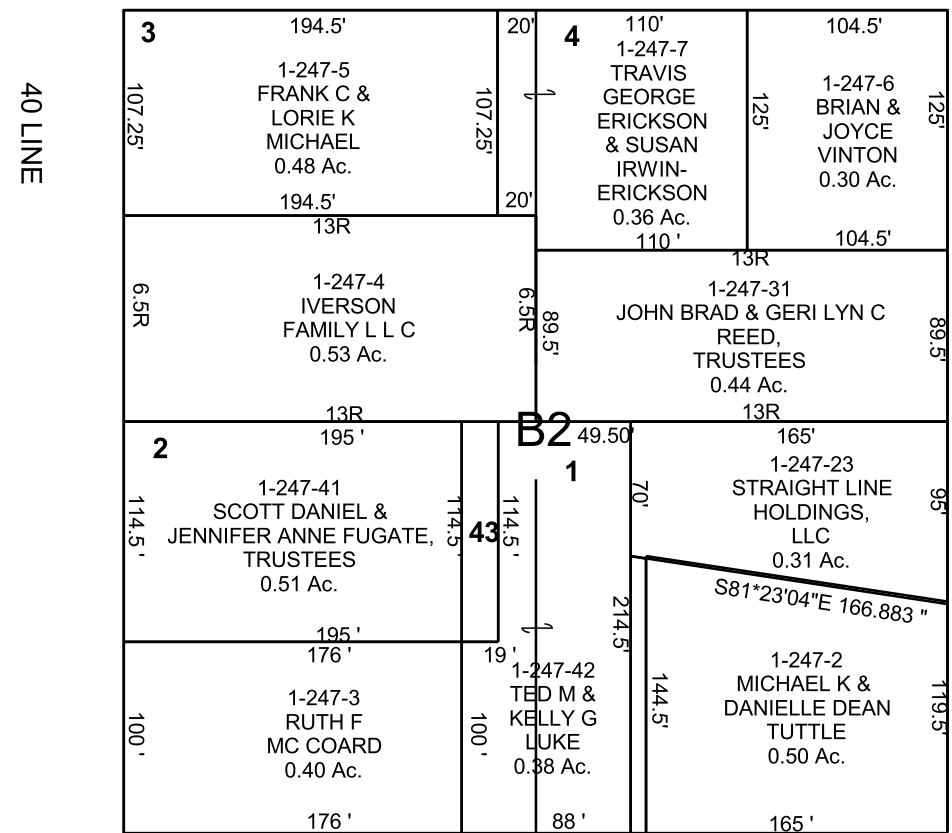 40 LINE
3
194.5'
20'
107.25'
1-247-5
FRANK C &
LORIE K
MICHAEL
0.48 Ac.
107.25'
194.5'
20'
4
110'
1-247-7
TRAVIS
GEORGE
ERICKSON
& SUSAN
IRWIN-
ERICKSON
0.36 Ac.
110 '
125'
104.5'
1-247-6
BRIAN &
JOYCE
VINTON
0.30 Ac.
125'
104.5'
13R
6.5R
1-247-4
IVERSON
FAMILY L L C
0.53 Ac.
6.5R
13R
13R
89.5'
1-247-31
JOHN BRAD & GERI LYN C
REED,
TRUSTEES
0.44 Ac.
89.5'
13R
B2
2
195 '
114.5 '
1-247-41
SCOTT DANIEL &
JENNIFER ANNE FUGATE,
TRUSTEES
0.51 Ac.
114.5 '
195 '
43
114.5 '
49.50'
1
70'
165'
1-247-23
STRAIGHT LINE
HOLDINGS,
LLC
0.31 Ac.
95'
S81*23'04"E 166.883 "
176 '
100 '
1-247-3
RUTH F
MC COARD
0.40 Ac.
176 '
19 '
100 '
1-247-42
TED M &
KELLY G
LUKE
0.38 Ac.
214.5'
88 '
144.5'
1-247-2
MICHAEL K &
DANIELLE DEAN
TUTTLE
0.50 Ac.
119.5'
165 '